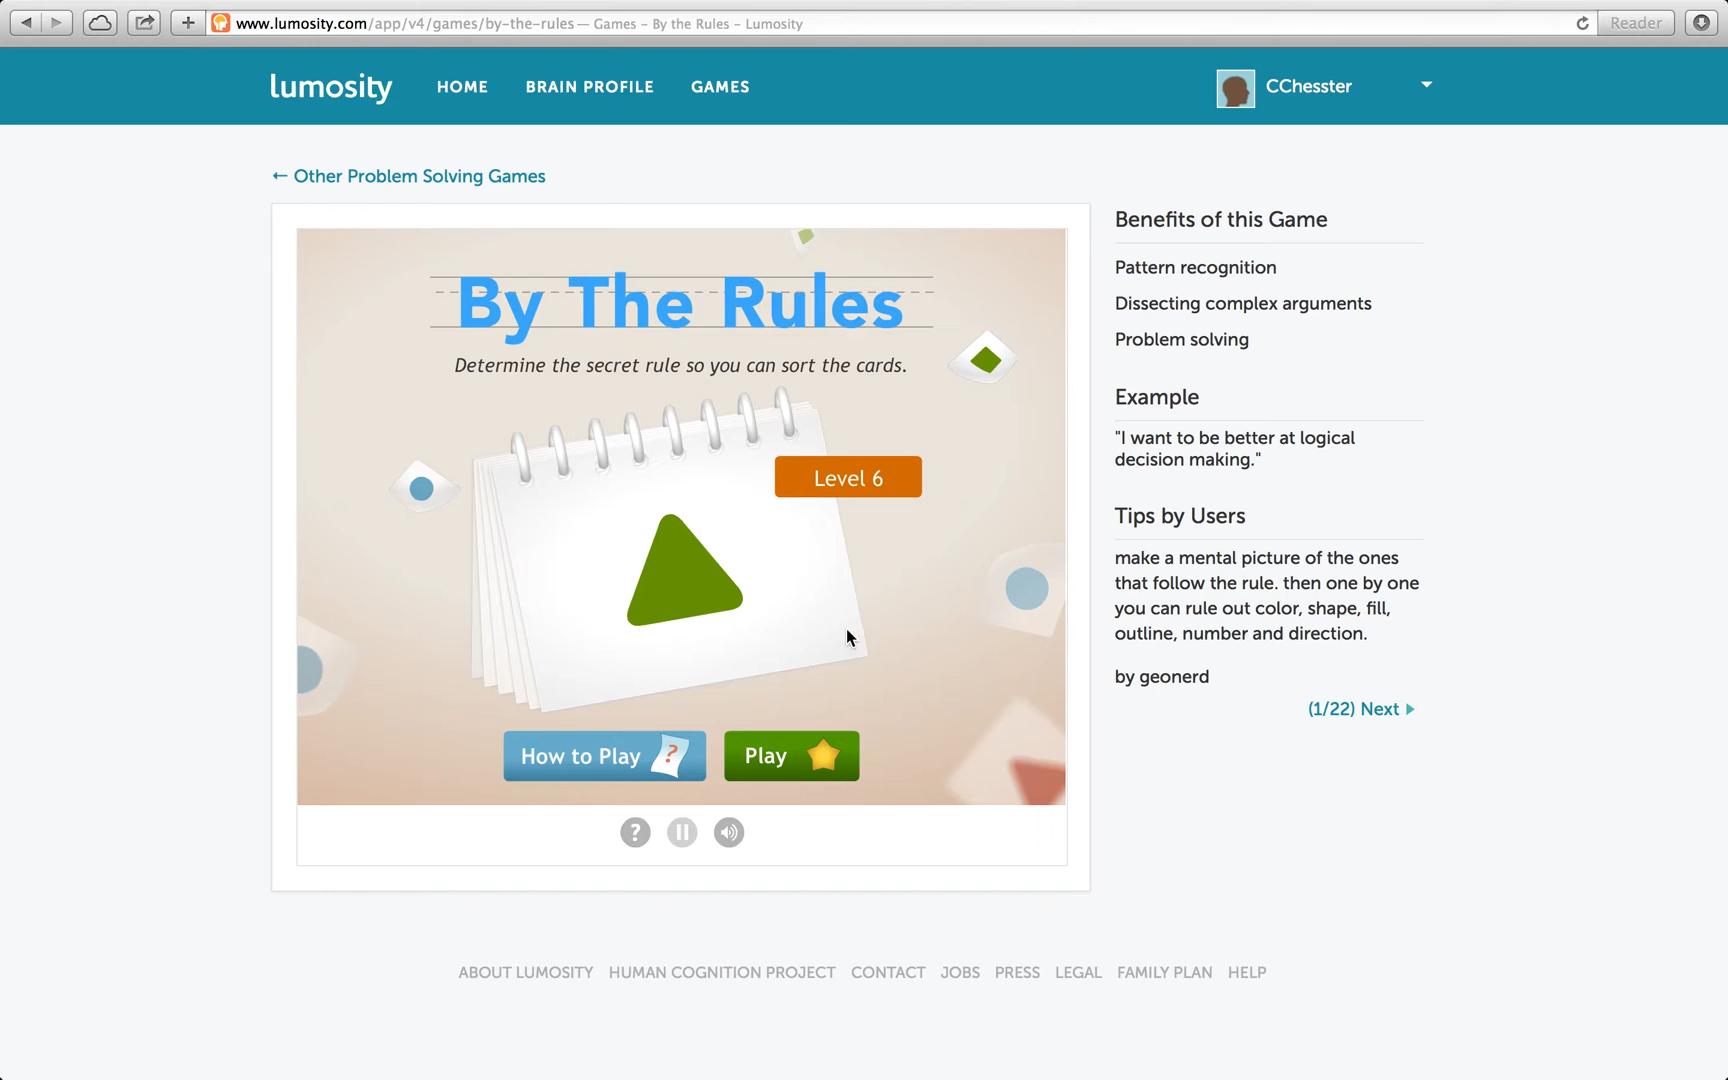 www.lumosity.com/app/v4/games/by-the-rules — Games – By the Rules – Lumosity
Reader
lumosity
HOME
BRAIN PROFILE
GAMES
CChesster
← Other Problem Solving Games
By The Rules
Determine the secret rule so you can sort the cards.
Level 6
How to Play ?
Play
?
Benefits of this Game
Pattern recognition
Dissecting complex arguments
Problem solving
Example
"I want to be better at logical
decision making."
Tips by Users
make a mental picture of the ones
that follow the rule. then one by one
you can rule out color, shape, fill,
outline, number and direction.
by geonerd
(1/22) Next
ABOUT LUMOSITY HUMAN COGNITION PROJECT CONTACT JOBS PRESS LEGAL FAMILY PLAN HELP